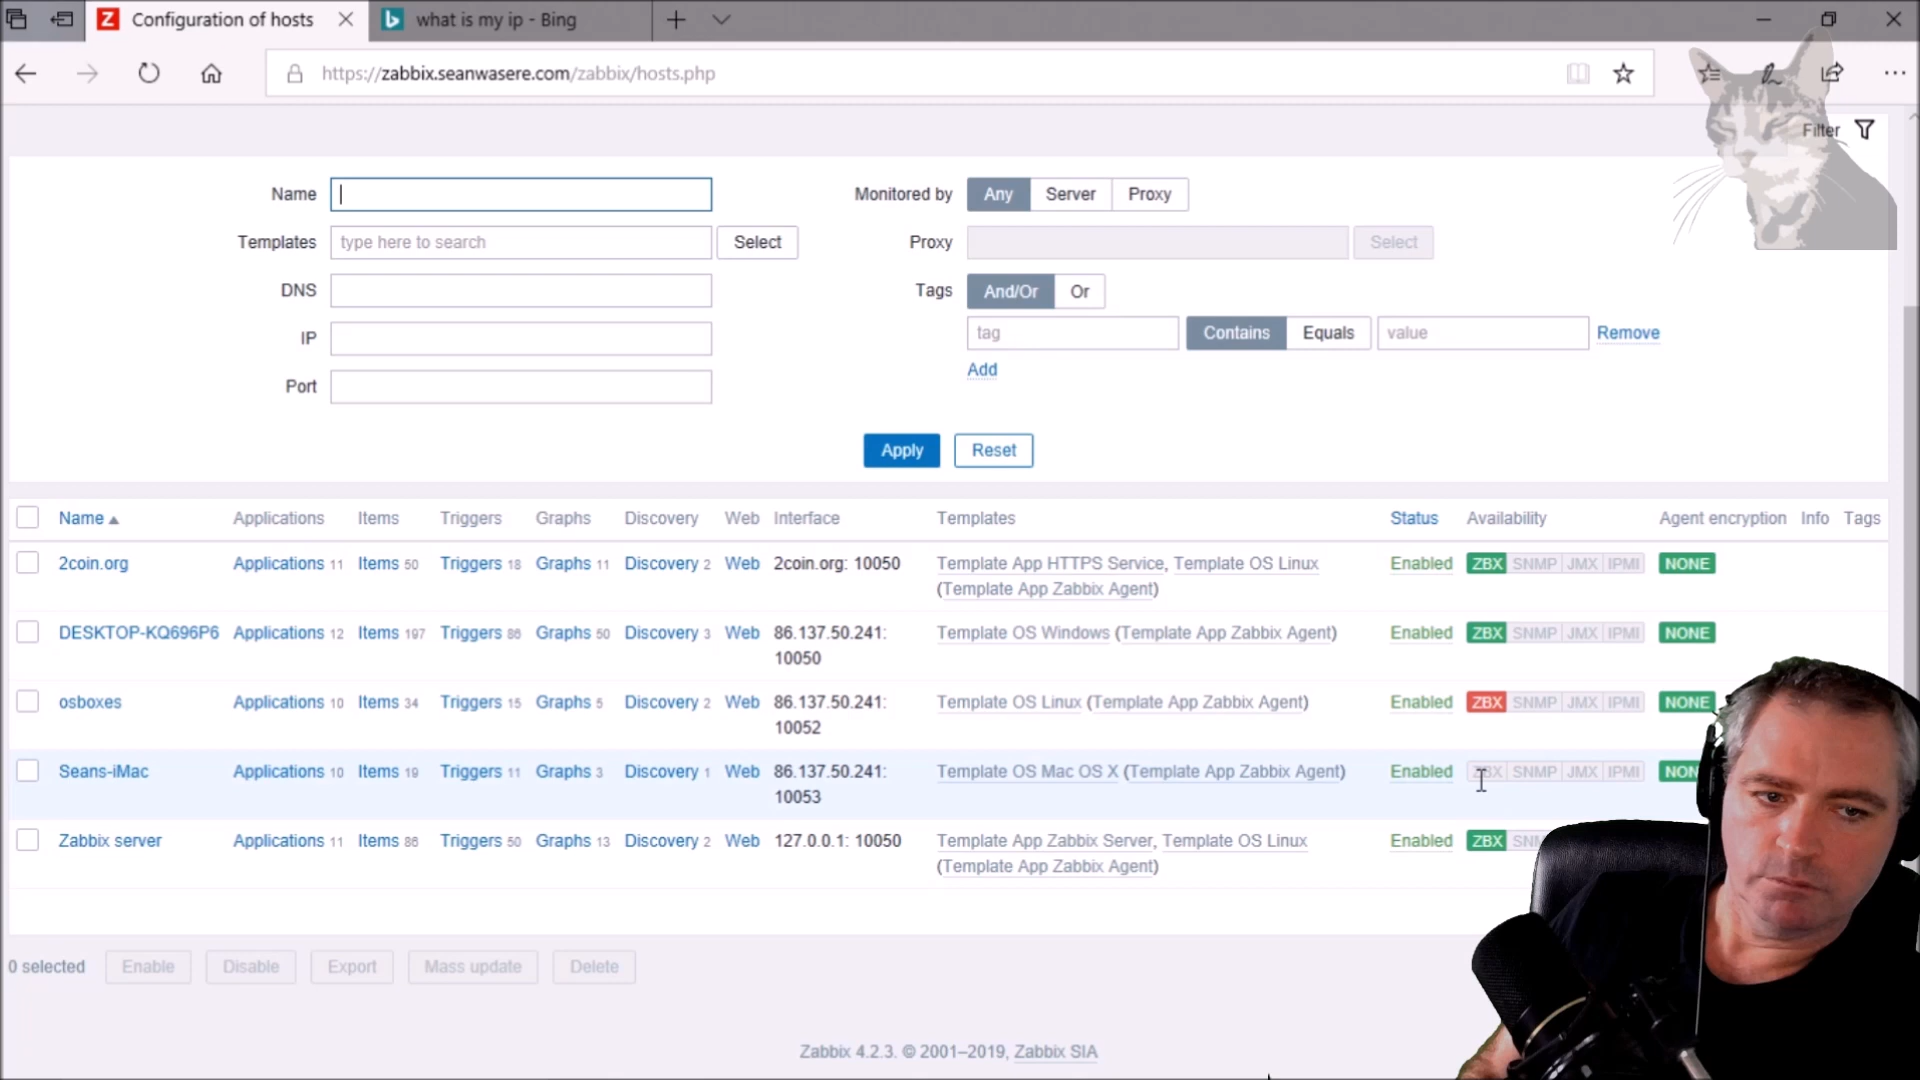 Configuration of hosts
what is my ip - Bing
https://zabbix.seanwasere.com/zabbix/hosts.php
Filter
Name
Monitored by Any Server Proxy
Templates type here to search Select
Proxy Select
DNS
Tags And/Or Or
IP
tag Contains Equals value Remove
Add
Port
Apply Reset
Name Applications Items Triggers Graphs Discovery Web Interface Templates Status Availability Agent encryption Info Tags
2coin.org Applications 11 Items 50 Triggers 18 Graphs 11 Discovery 2 Web 2coin.org: 10050 Template App HTTPS Service, Template OS Linux Enabled ZBX SNMP JMX IPMI NONE
(Template App Zabbix Agent)
DESKTOP-KQ696P6 Applications 12 Items 197 Triggers 86 Graphs 50 Discovery 3 Web 86.137.50.241: Template OS Windows (Template App Zabbix Agent) Enabled ZBX SNMP JMX IPMI NONE
10050
osboxes Applications 10 Items 34 Triggers 15 Graphs 5 Discovery 2 Web 86.137.50.241: Template OS Linux (Template App Zabbix Agent) Enabled ZBX SNMP JMX IPMI NONE
10052
Seans-iMac Applications 10 Items 19 Triggers 11 Graphs 3 Discovery 1 Web 86.137.50.241: Template OS Mac OS X (Template App Zabbix Agent) Enabled ZBX SNMP JMX IPMI NON
10053
Zabbix server Applications 11 Items 86 Triggers 50 Graphs 13 Discovery 2 Web 127.0.0.1: 10050 Template App Zabbix Server, Template OS Linux Enabled ZBX SN
(Template App Zabbix Agent)
0 selected Enable Disable Export Mass update Delete
Zabbix 4.2.3. © 2001–2019, Zabbix SIA